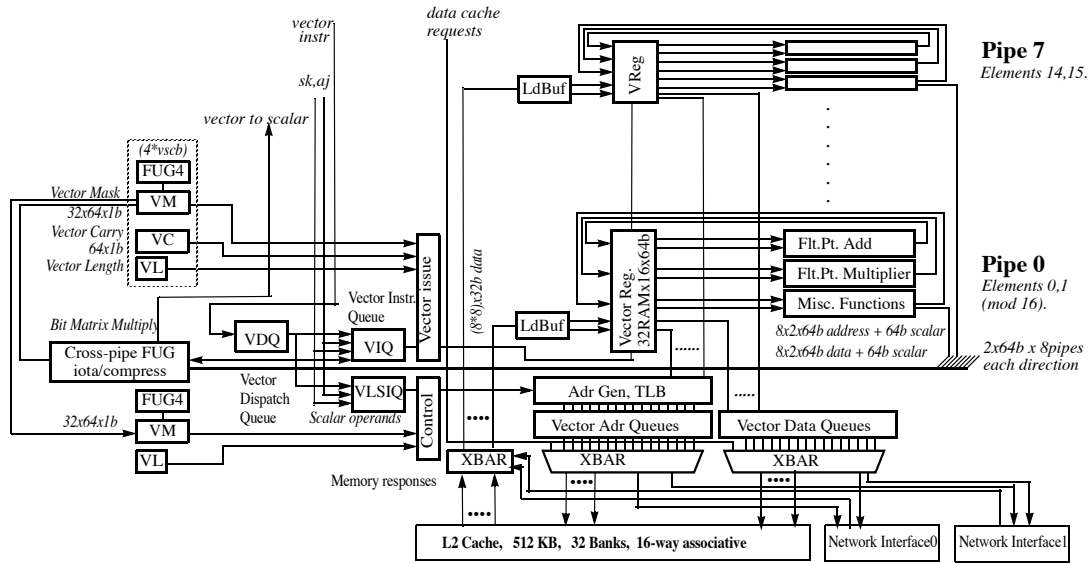 vector
instr
data cache
requests
sk,aj
vector to scalar
(4*vscb)
FUG4
Vector Mask
VM
32x64x1b
Vector Carry
64x1b
VC
Vector Length
VL
Bit Matrix Multiply
Cross-pipe FUG
iota/compress
FUG4
32x64x1b
VM
VL
VDQ
Vector
Dispatch
Queue
Vector Instr.
Queue
VIQ
VLSIQ
Scalar operands
Vector issue
Control
Memory responses
(8*8)x32b data
LdBuf
VReg
Pipe 7
Elements 14,15.
LdBuf
Vector Reg.
32RAMx16x64b
Flt.Pt. Add
Flt.Pt. Multiplier
Misc. Functions
Pipe 0
Elements 0,1
(mod 16).
8x2x64b address + 64b scalar
8x2x64b data + 64b scalar
2x64b x 8pipes
each direction
Adr Gen, TLB
Vector Adr Queues
Vector Data Queues
XBAR
XBAR
XBAR
L2 Cache, 512 KB, 32 Banks, 16-way associative
Network Interface0
Network Interface1